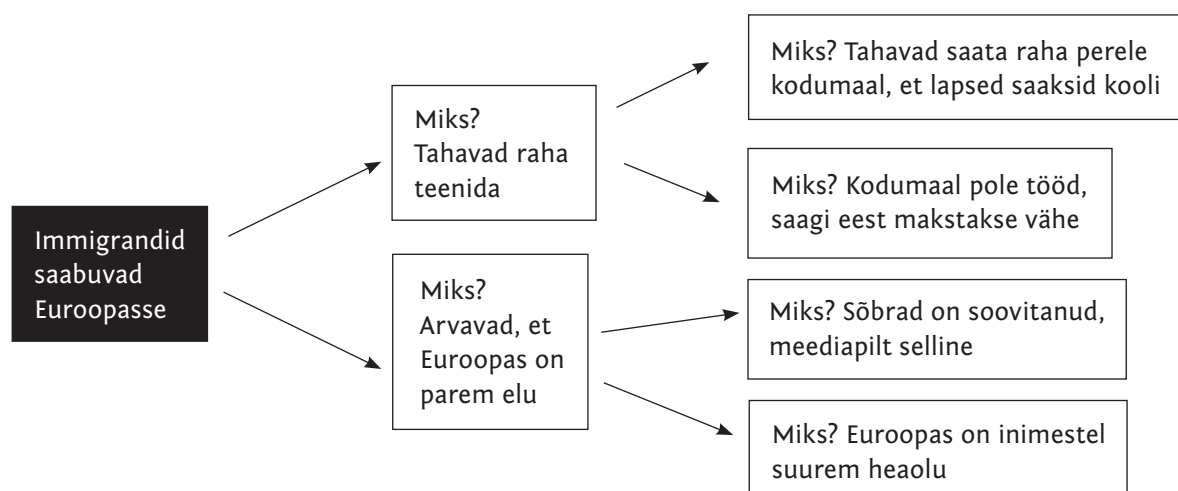 Immigrandid
saabuvad
Euroopasse
Miks?
Tahavad raha
teenida
Miks?
Arvavad, et
Euroopas on
parem elu
Miks? Tahavad saata raha perele
kodumaal, et lapsed saaksid kooli
Miks? Kodumaal pole tööd,
saagi eest makstakse vähe
Miks? Sõbrad on soovitanud,
meediapilt selline
Miks? Euroopas on inimestel
suurem heaolu